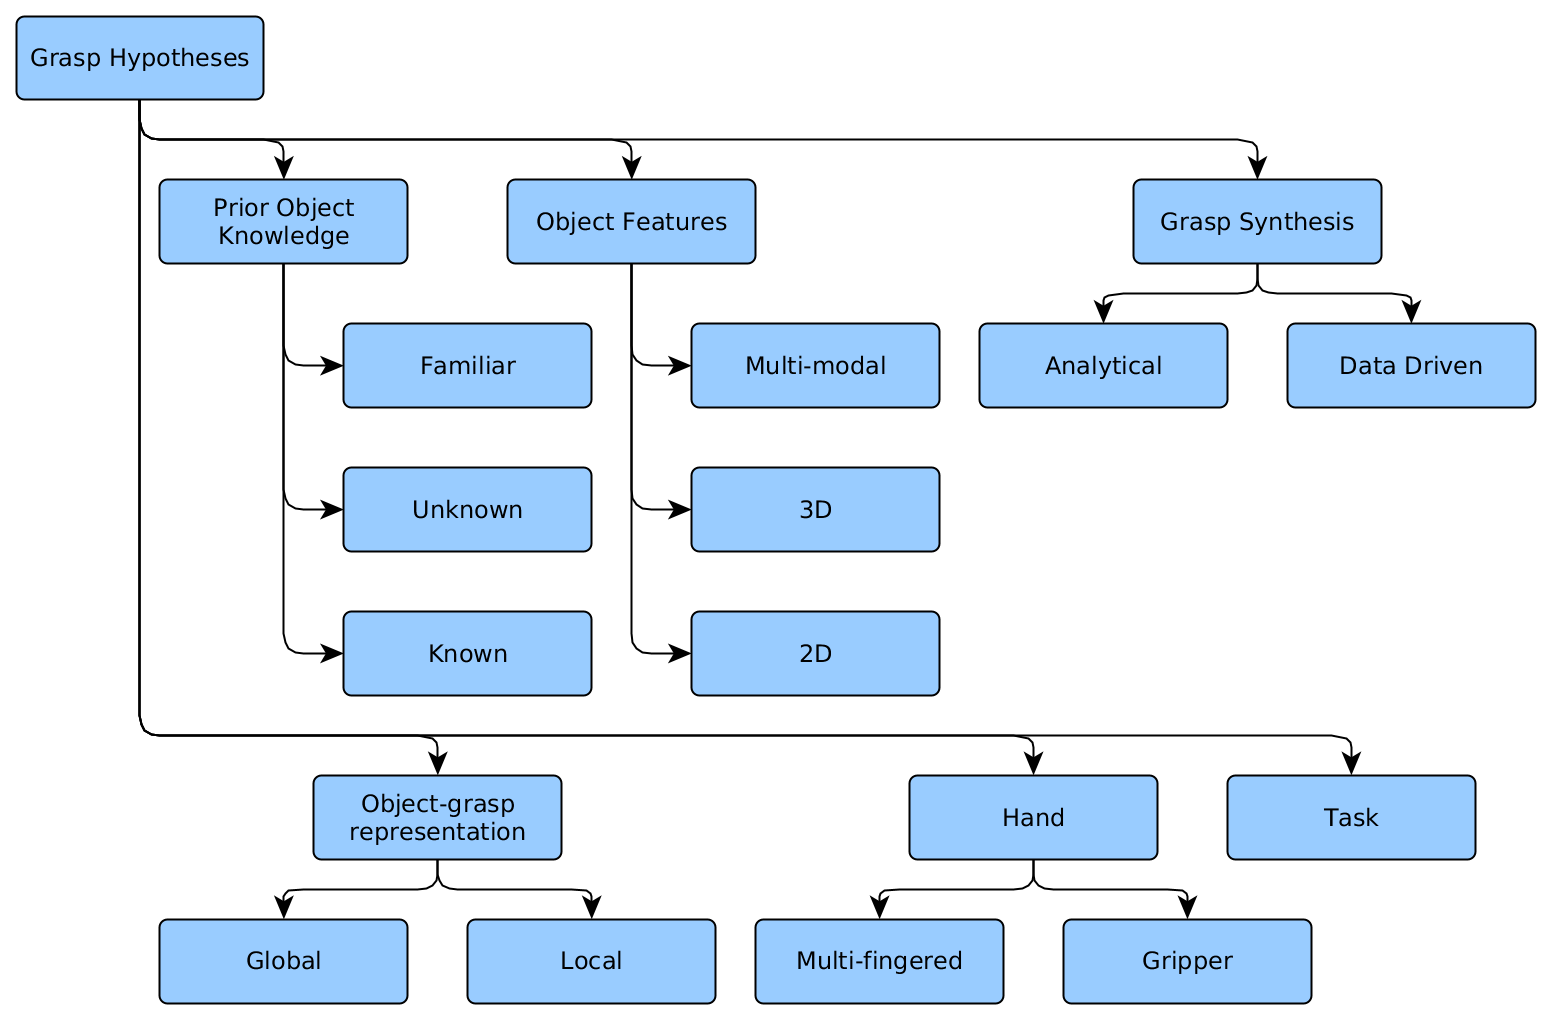 Grasp Hypotheses
Prior Object
Knowledge
Object Features
Grasp Synthesis
Familiar
Multi-modal
Analytical
Data Driven
Unknown
3D
Known
2D
Object-grasp
representation
Hand
Task
Global
Local
Multi-fingered
Gripper